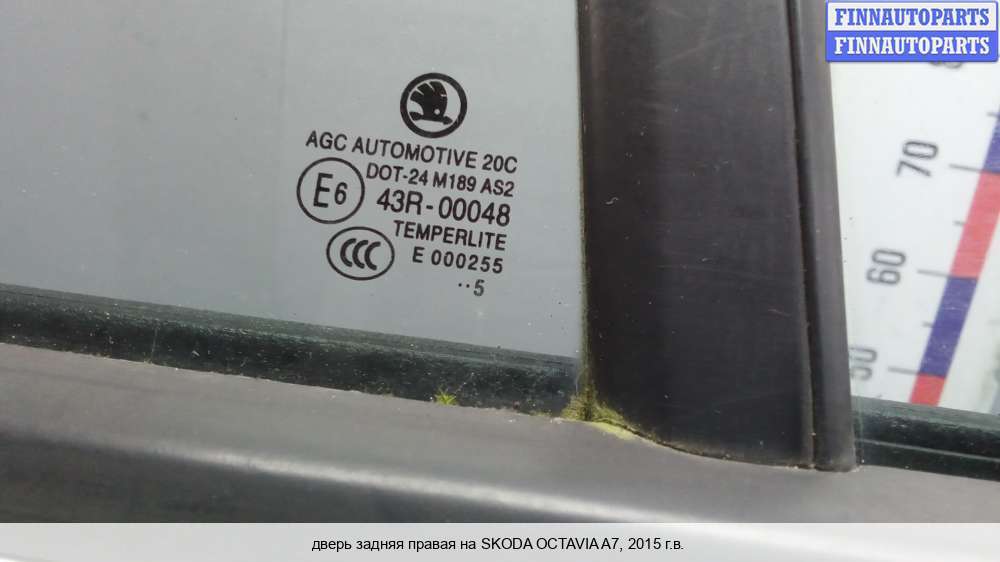 FINNAUTOPARTS
FINNAUTOPARTS
AGC AUTOMOTIVE 20C
DOT-24 M189 AS2
E6
43R-00048
TEMPERLITE
CCC
E 000255
··5
70
60
50
дверь задняя правая на SKODA OCTAVIA A7, 2015 г.в.